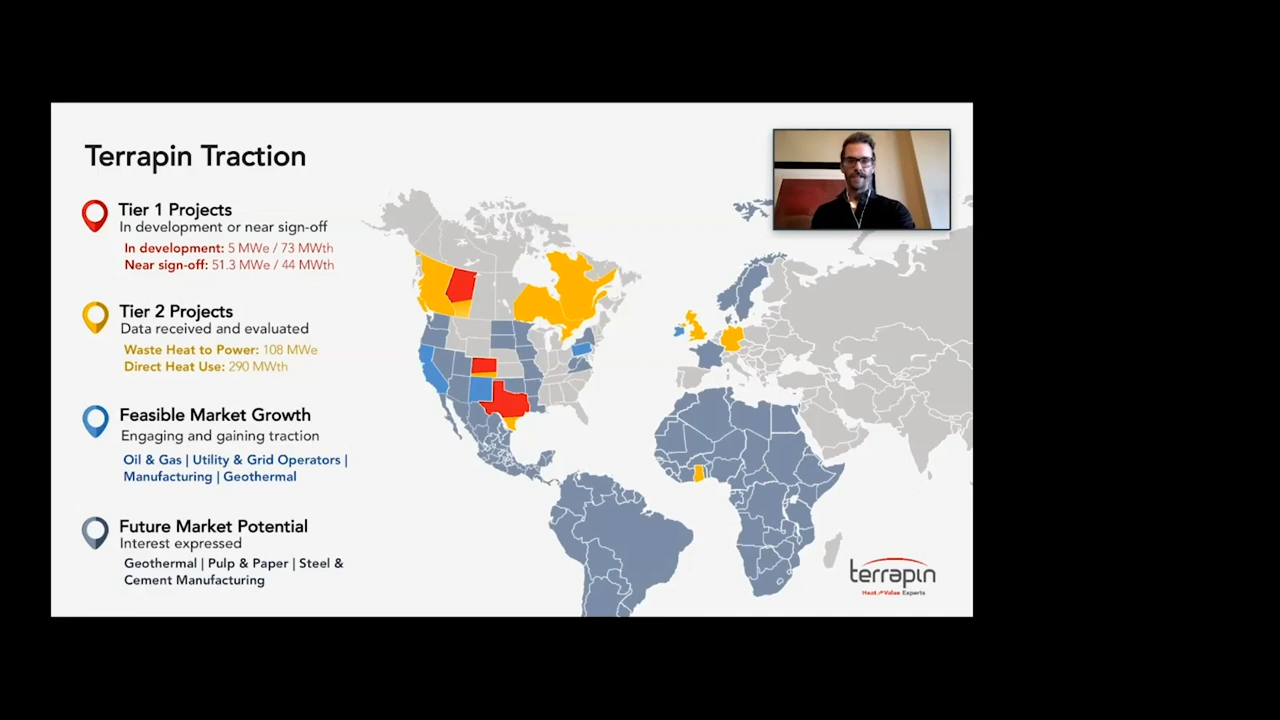 Terrapin Traction
Tier 1 Projects
In development or near sign-off
In development: 5 MWe / 73 MWth
Near sign-off: 51.3 MWe / 44 MWth
Tier 2 Projects
Data received and evaluated
Waste Heat to Power: 108 MWe
Direct Heat Use: 290 MWth
Feasible Market Growth
Engaging and gaining traction
Oil & Gas | Utility & Grid Operators |
Manufacturing | Geothermal
Future Market Potential
Interest expressed
Geothermal | Pulp & Paper | Steel &
Cement Manufacturing
terrapin
Heat to Value Experts